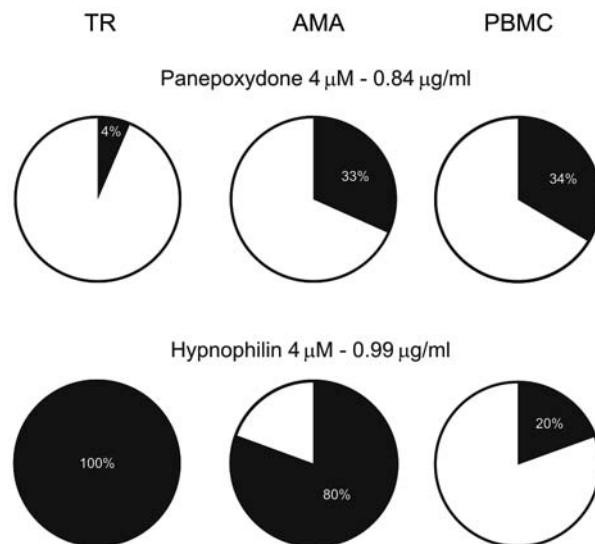 TR AMA PBMC
Panepoxydone 4 μM - 0.84 μg/ml
4% 33% 34%
Hypnophilin 4 μM - 0.99 μg/ml
100% 80% 20%